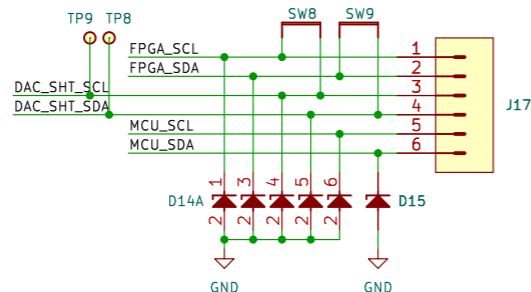 TP9 TP8
SW8 SW9
FPGA_SCL 1
FPGA_SDA 2
DAC_SHT_SCL 3
DAC_SHT_SDA 4
J17
MCU_SCL 5
MCU_SDA 6
1 3 4 5 6
D14A D15
2 2 2 2 2
GND GND